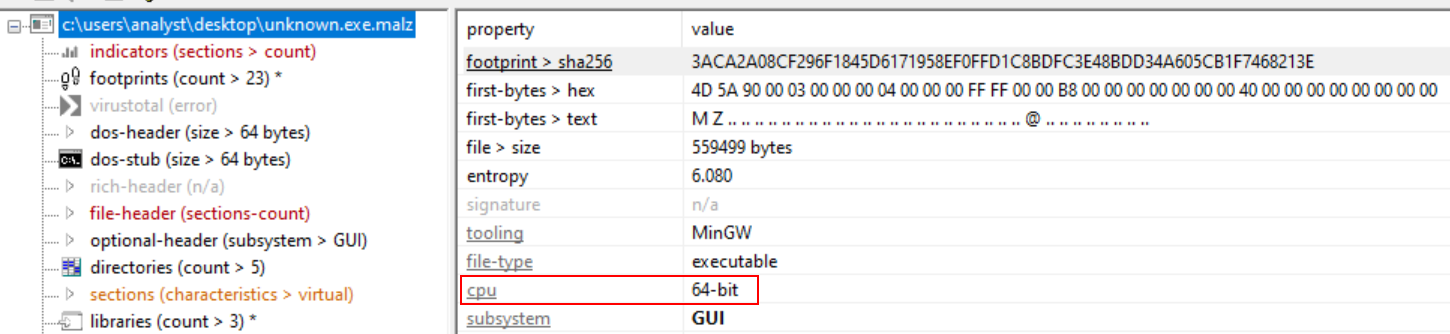 c:\users\analyst\desktop\unknown.exe.malz
indicators (sections > count)
footprints (count > 23) *
virustotal (error)
dos-header (size > 64 bytes)
dos-stub (size > 64 bytes)
rich-header (n/a)
file-header (sections-count)
optional-header (subsystem > GUI)
directories (count > 5)
sections (characteristics > virtual)
libraries (count > 3) *
property value
footprint > sha256 3ACA2A08CF296F1845D6171958EF0FFD1C8BDFC3E48BDD34A605CB1F7468213E
first-bytes > hex 4D 5A 90 00 03 00 00 00 04 00 00 00 FF FF 00 00 B8 00 00 00 00 00 00 00 40 00 00 00 00 00 00 00 00
first-bytes > text M Z .. .. .. .. .. .. .. .. .. .. .. .. .. .. .. .. .. .. .. .. .. .. @ .. .. .. .. .. .. .. ..
file > size 559499 bytes
entropy 6.080
signature n/a
tooling MinGW
file-type executable
cpu 64-bit
subsystem GUI